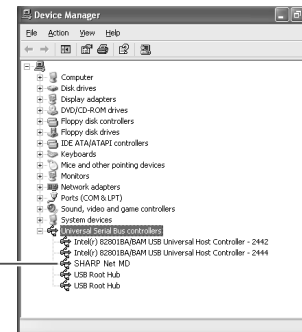 Device Manager
File Action View Help
Computer
Disk drives
Display adapters
DVD/CD-ROM drives
Floppy disk controllers
Floppy disk drives
IDE ATA/ATAPI controllers
Keyboards
Mice and other pointing devices
Monitors
Network adapters
Ports (COM & LPT)
Sound, video and game controllers
System devices
Universal Serial Bus controllers
Intel(r) 82801BA/BAM USB Universal Host Controller - 2442
Intel(r) 82801BA/BAM USB Universal Host Controller - 2444
SHARP Net MD
USB Root Hub
USB Root Hub